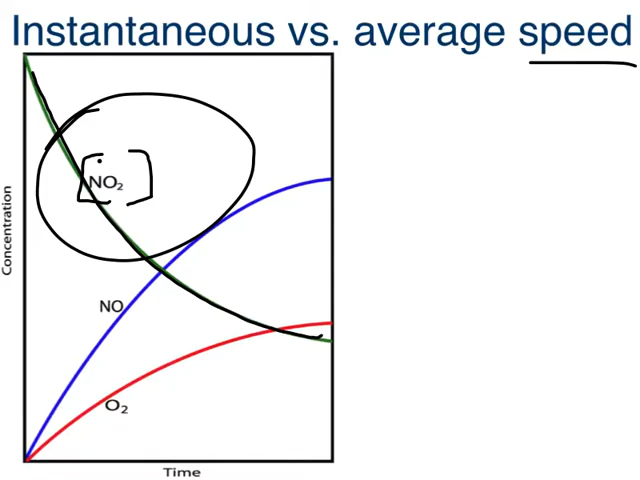 Instantaneous vs. average speed
Concentration
[NO₂]
NO
O₂
Time